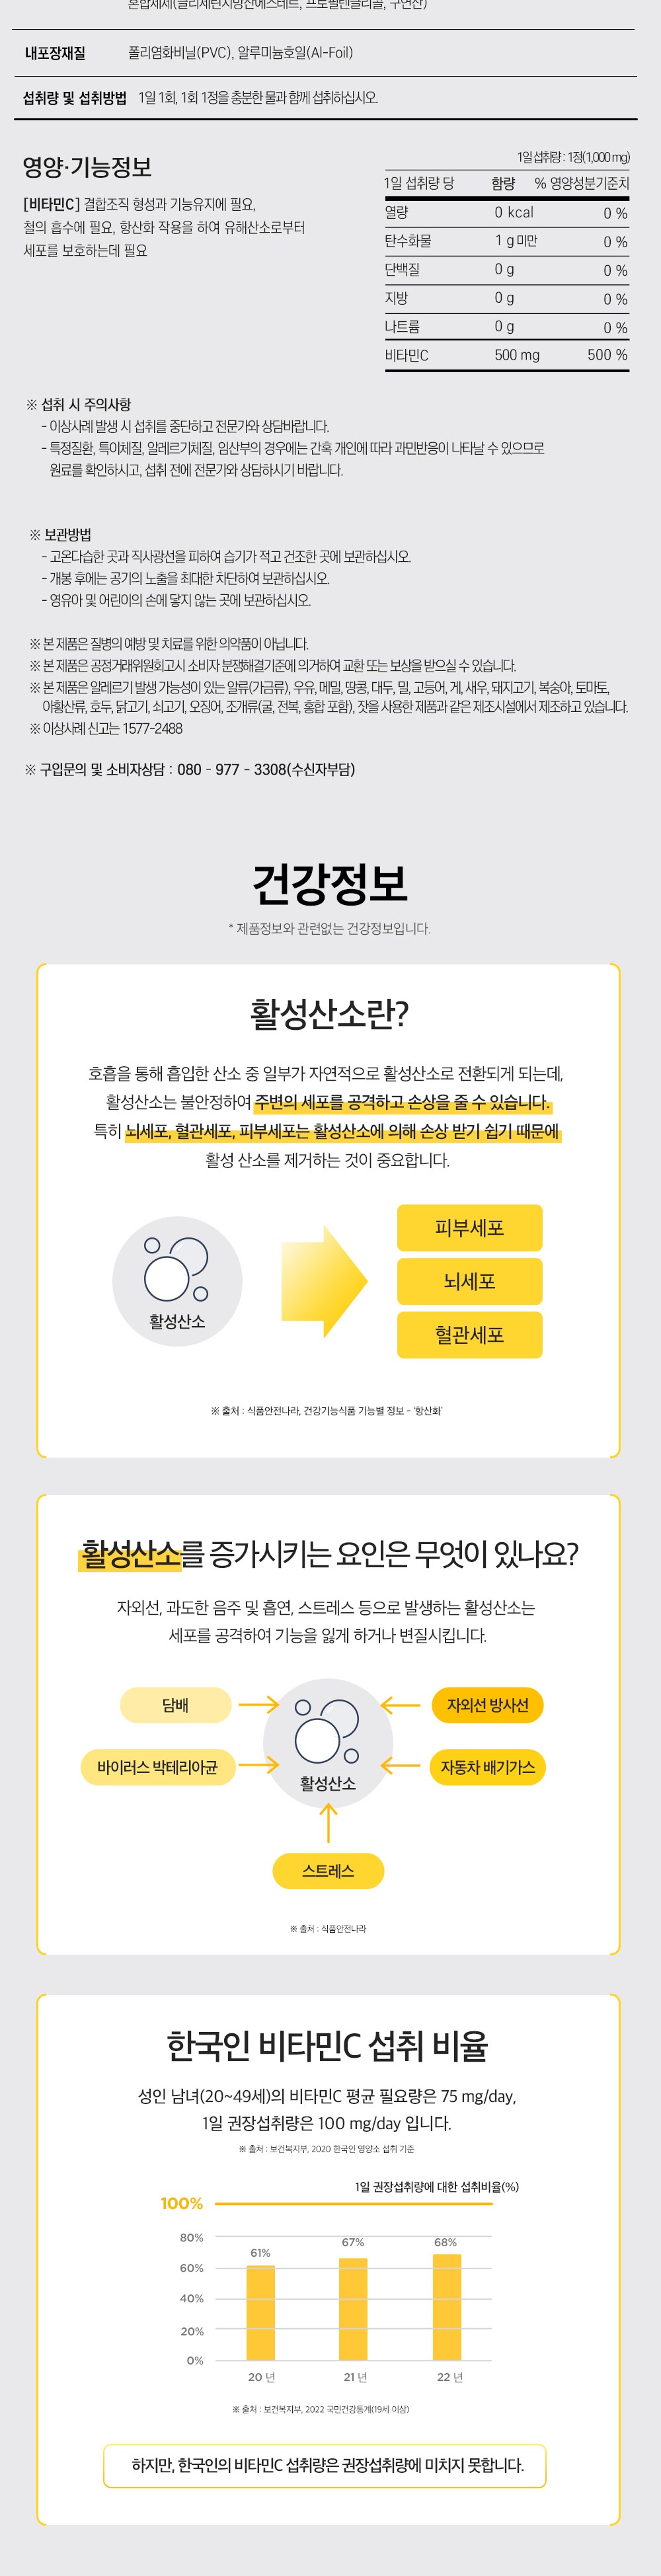 혼합제제(글리세린지방산에스테르, 프로필렌글리콜, 구연산)
내포장재질 폴리염화비닐(PVC), 알루미늄호일(Al-Foil)
섭취량 및 섭취방법 1일 1회, 1회 1정을 충분한 물과 함께 섭취하십시오.
영양·기능정보
[비타민C] 결합조직 형성과 기능유지에 필요,
철의 흡수에 필요, 항산화 작용을 하여 유해산소로부터
세포를 보호하는데 필요
1일 섭취량 : 1정(1,000 mg)
1일 섭취량 당 함량 % 영양성분기준치
열량 0 kcal 0 %
탄수화물 1 g 미만 0 %
단백질 0 g 0 %
지방 0 g 0 %
나트륨 0 g 0 %
비타민C 500 mg 500 %
※ 섭취 시 주의사항
- 이상사례 발생 시 섭취를 중단하고 전문가와 상담바랍니다.
- 특정질환, 특이체질, 알레르기체질, 임산부의 경우에는 간혹 개인에 따라 과민반응이 나타날 수 있으므로
원료를 확인하시고, 섭취 전에 전문가와 상담하시기 바랍니다.
※ 보관방법
- 고온다습한 곳과 직사광선을 피하여 습기가 적고 건조한 곳에 보관하십시오.
- 개봉 후에는 공기의 노출을 최대한 차단하여 보관하십시오.
- 영유아 및 어린이의 손에 닿지 않는 곳에 보관하십시오.
※ 본 제품은 질병의 예방 및 치료를 위한 의약품이 아닙니다.
※ 본 제품은 공정거래위원회고시 소비자 분쟁해결기준에 의거하여 교환 또는 보상을 받으실 수 있습니다.
※ 본 제품은 알레르기 발생 가능성이 있는 알류(가금류), 우유, 메밀, 땅콩, 대두, 밀, 고등어, 게, 새우, 돼지고기, 복숭아, 토마토,
아황산류, 호두, 닭고기, 쇠고기, 오징어, 조개류(굴, 전복, 홍합 포함), 잣을 사용한 제품과 같은 제조시설에서 제조하고 있습니다.
※ 이상사례 신고는 1577-2488
※ 구입문의 및 소비자상담 : 080 - 977 - 3308(수신자부담)
건강정보
* 제품정보와 관련없는 건강정보입니다.
활성산소란?
호흡을 통해 흡입한 산소 중 일부가 자연적으로 활성산소로 전환되게 되는데,
활성산소는 불안정하여 주변의 세포를 공격하고 손상을 줄 수 있습니다.
특히 뇌세포, 혈관세포, 피부세포는 활성산소에 의해 손상 받기 쉽기 때문에
활성 산소를 제거하는 것이 중요합니다.
피부세포
뇌세포
활성산소
혈관세포
※ 출처 : 식품안전나라, 건강기능식품 기능별 정보 - '항산화'
활성산소를 증가시키는 요인은 무엇이 있나요?
자외선, 과도한 음주 및 흡연, 스트레스 등으로 발생하는 활성산소는
세포를 공격하여 기능을 잃게 하거나 변질시킵니다.
담배 자외선 방사선
바이러스 박테리아균 자동차 배기가스
활성산소
스트레스
※ 출처 : 식품안전나라
한국인 비타민C 섭취 비율
성인 남녀(20~49세)의 비타민C 평균 필요량은 75 mg/day,
1일 권장섭취량은 100 mg/day 입니다.
※ 출처 : 보건복지부, 2020 한국인 영양소 섭취 기준
1일 권장섭취량에 대한 섭취비율(%)
100%
80%
61% 67% 68%
60%
40%
20%
0%
20 년 21 년 22 년
※ 출처 : 보건복지부, 2022 국민건강통계(19세 이상)
하지만, 한국인의 비타민C 섭취량은 권장섭취량에 미치지 못합니다.